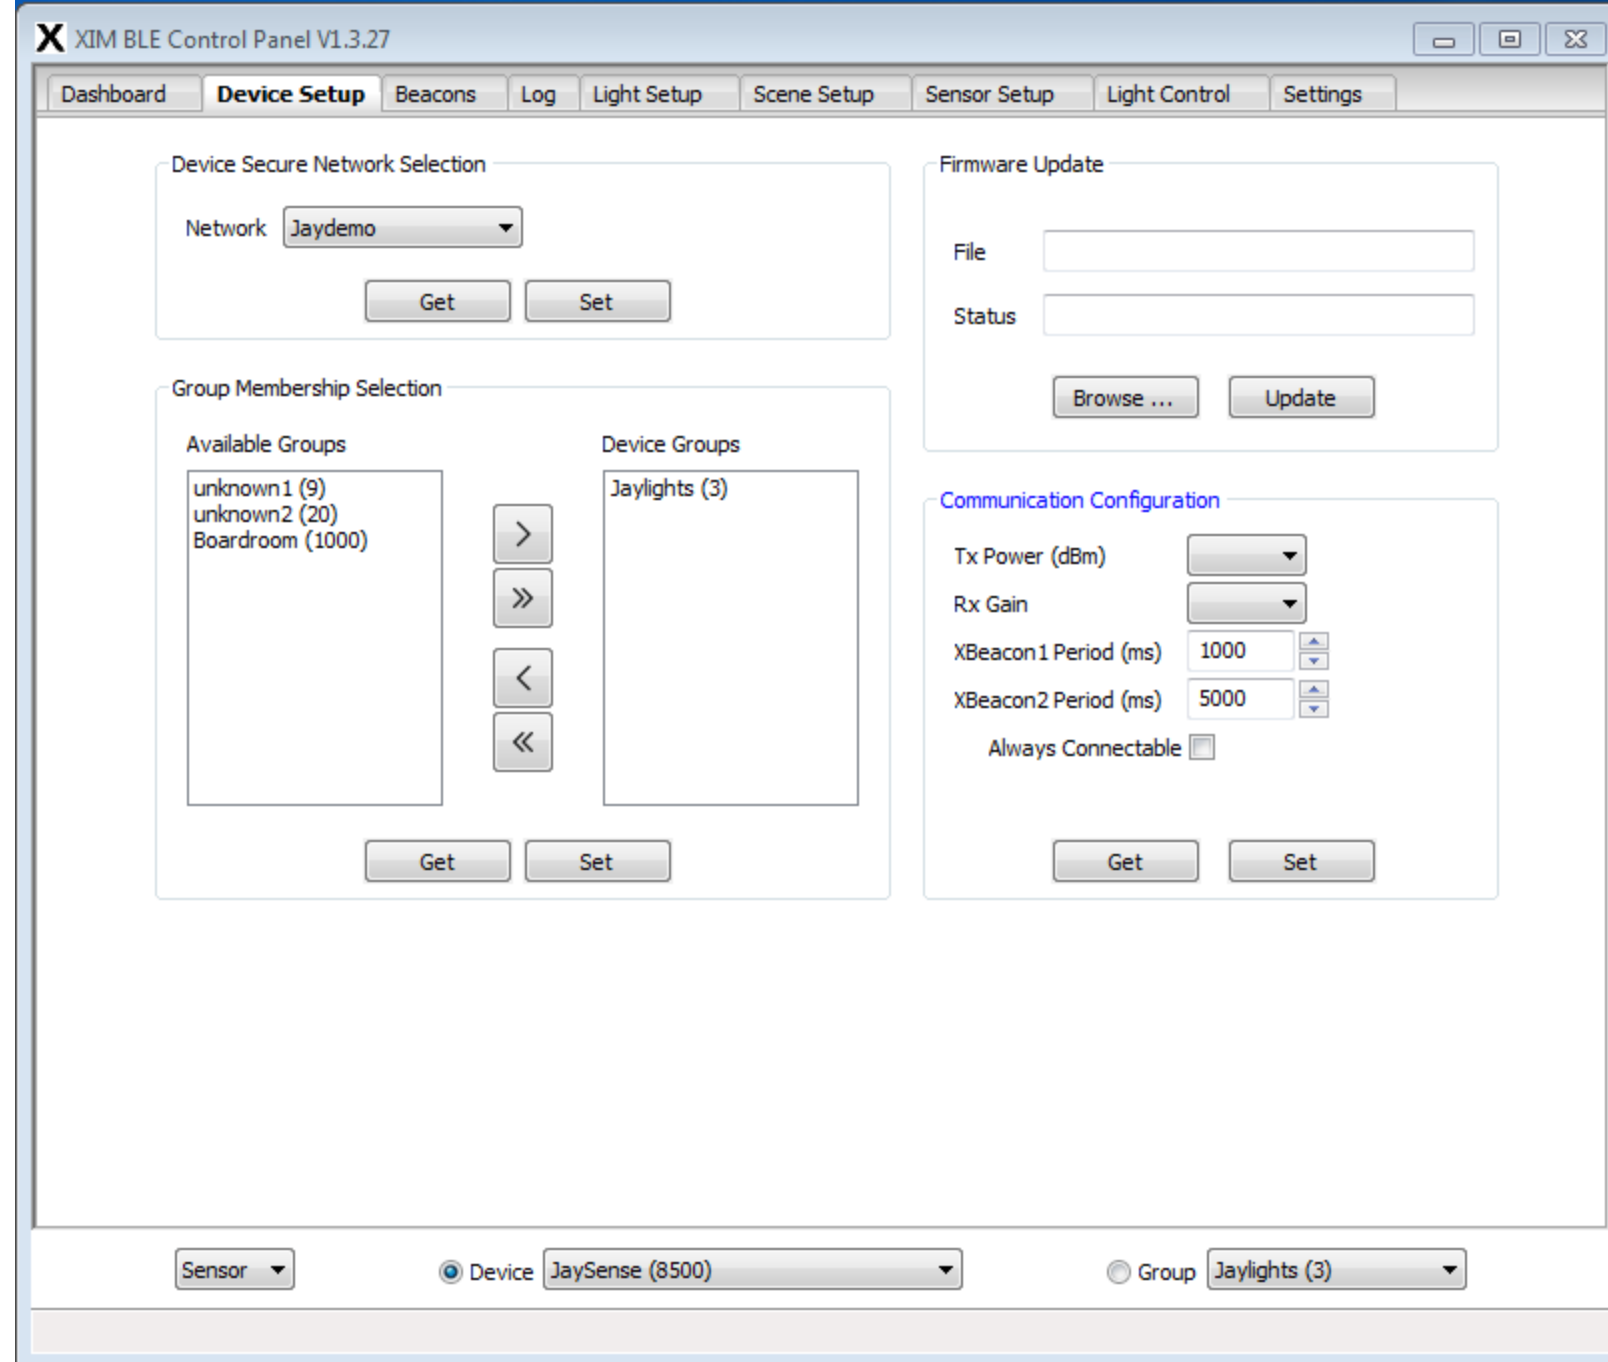 XIM BLE Control Panel V1.3.27
Dashboard Device Setup Beacons Log Light Setup Scene Setup Sensor Setup Light Control Settings
Device Secure Network Selection
Network Jaydemo
Get Set
Group Membership Selection
Available Groups Device Groups
unknown1 (9)
unknown2 (20)
Boardroom (1000)
Jaylights (3)
>
»
<
«
Get Set
Firmware Update
File
Status
Browse ... Update
Communication Configuration
Tx Power (dBm)
Rx Gain
XBeacon1 Period (ms) 1000
XBeacon2 Period (ms) 5000
Always Connectable
Get Set
Sensor Device JaySense (8500) Group Jaylights (3)